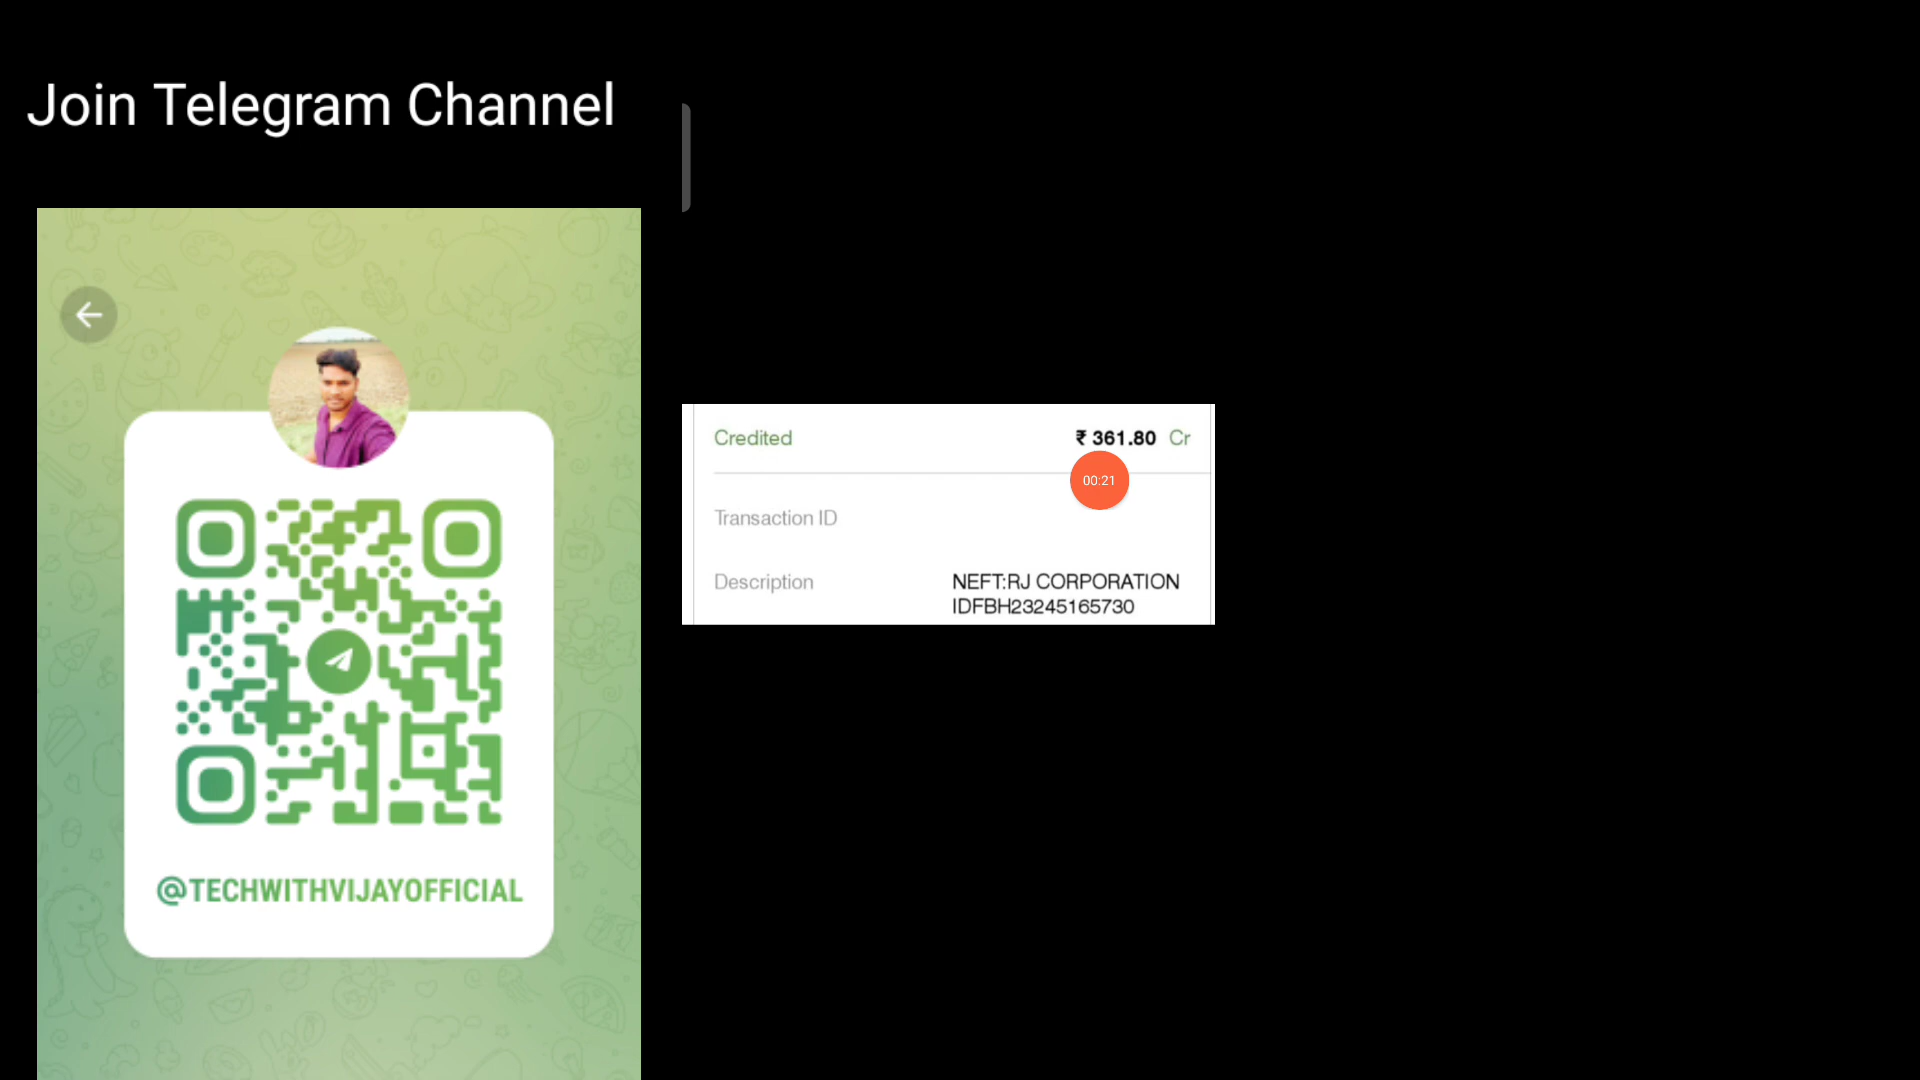 Join Telegram Channel
@TECHWITHVIJAYOFFICIAL
Credited ₹ 361.80 Cr
00:21
Transaction ID
Description NEFT:RJ CORPORATION
IDFBH23245165730